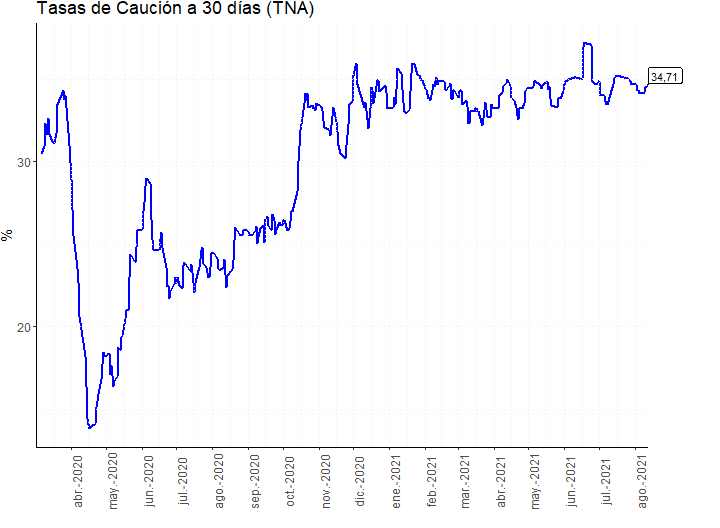 Tasas de Caución a 30 días (TNA)
34,71
30
%
20
abr.-2020
may.-2020
jun.-2020
jul.-2020
ago.-2020
sep.-2020
oct.-2020
nov.-2020
dic.-2020
ene.-2021
feb.-2021
mar.-2021
abr.-2021
may.-2021
jun.-2021
jul.-2021
ago.-2021